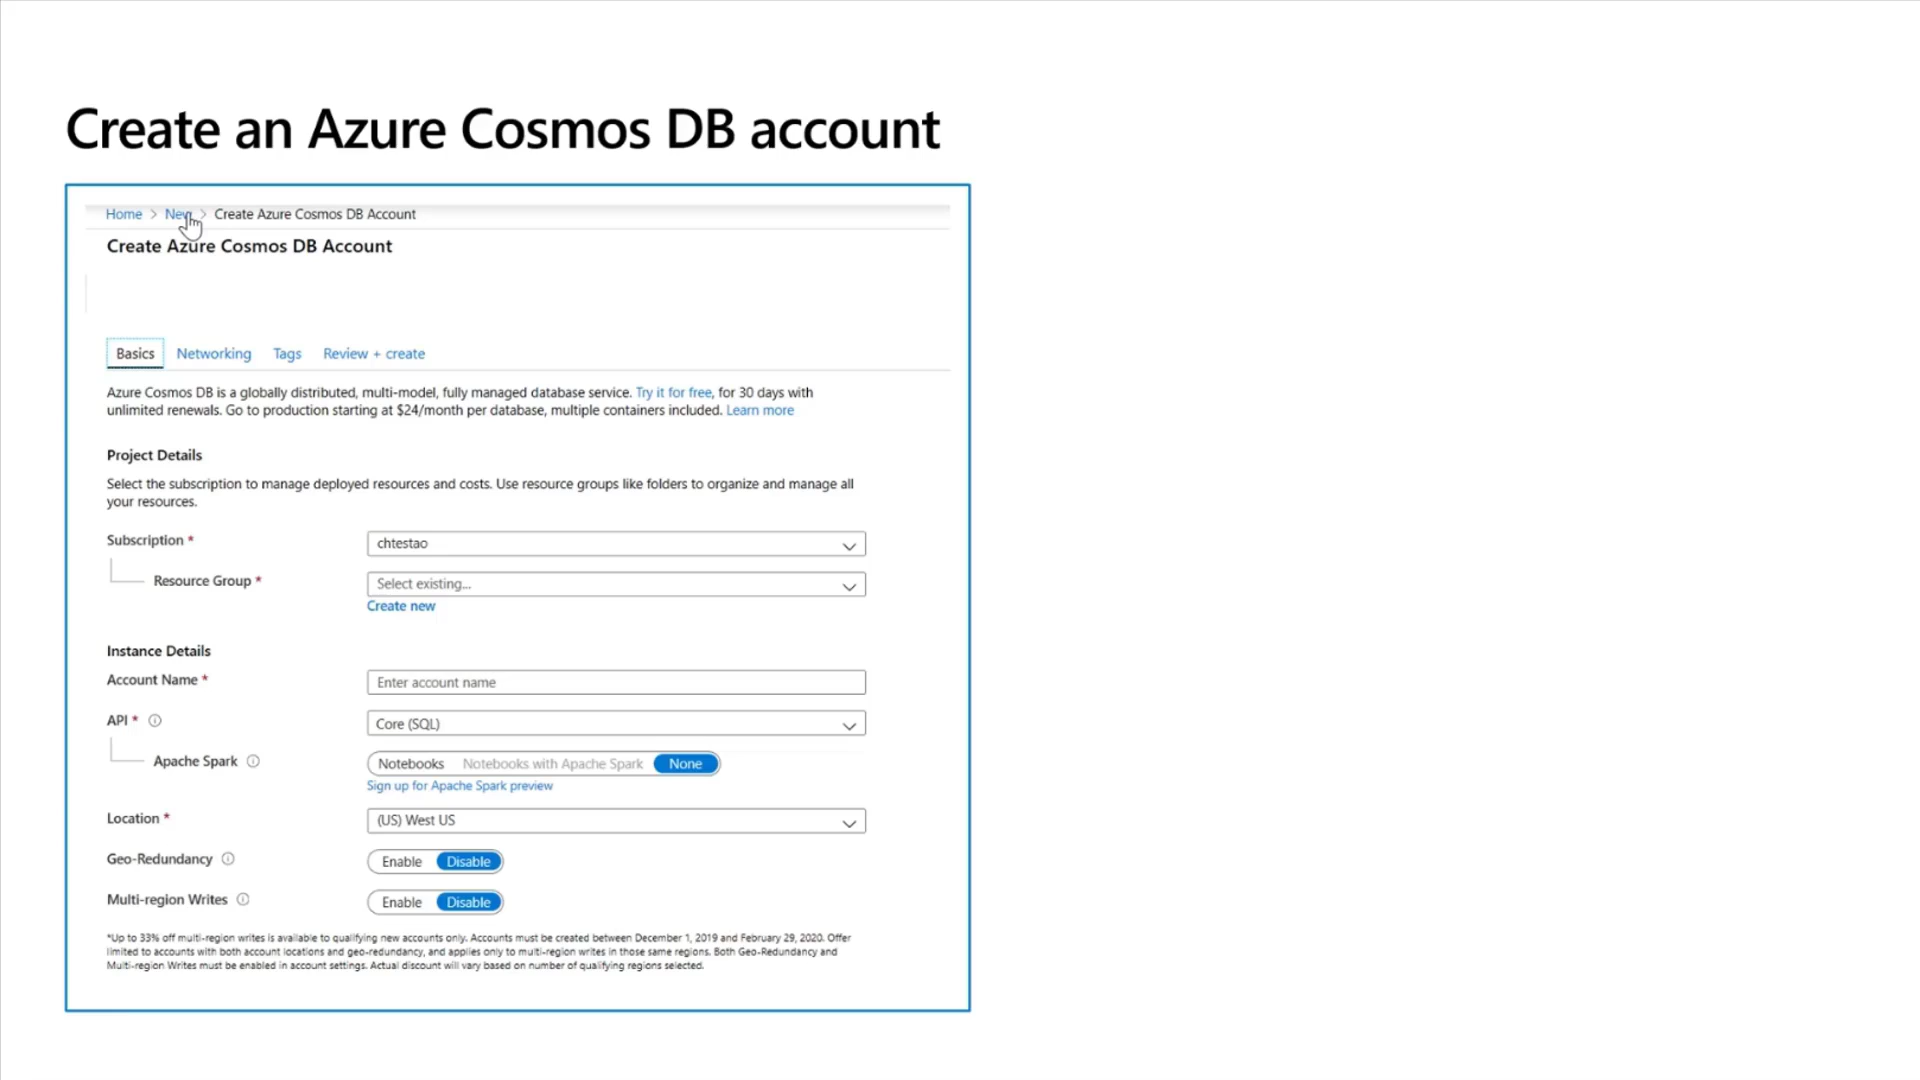 Create an Azure Cosmos DB account
Home > New > Create Azure Cosmos DB Account
Create Azure Cosmos DB Account
Basics Networking Tags Review + create
Azure Cosmos DB is a globally distributed, multi-model, fully managed database service. Try it for free, for 30 days with
unlimited renewals. Go to production starting at $24/month per database, multiple containers included. Learn more
Project Details
Select the subscription to manage deployed resources and costs. Use resource groups like folders to organize and manage all
your resources.
Subscription *
chtestao
Resource Group *
Select existing...
Create new
Instance Details
Account Name *
Enter account name
API *
Core (SQL)
Apache Spark
Notebooks Notebooks with Apache Spark None
Sign up for Apache Spark preview
Location *
(US) West US
Geo-Redundancy
Enable Disable
Multi-region Writes
Enable Disable
*Up to 33% off multi-region writes is available to qualifying new accounts only. Accounts must be created between December 1, 2019 and February 29, 2020. Offer
limited to accounts with both account locations and geo-redundancy, and applies only to multi-region writes in those same regions. Both Geo-Redundancy and
Multi-region Writes must be enabled in account settings. Actual discount will vary based on number of qualifying regions selected.